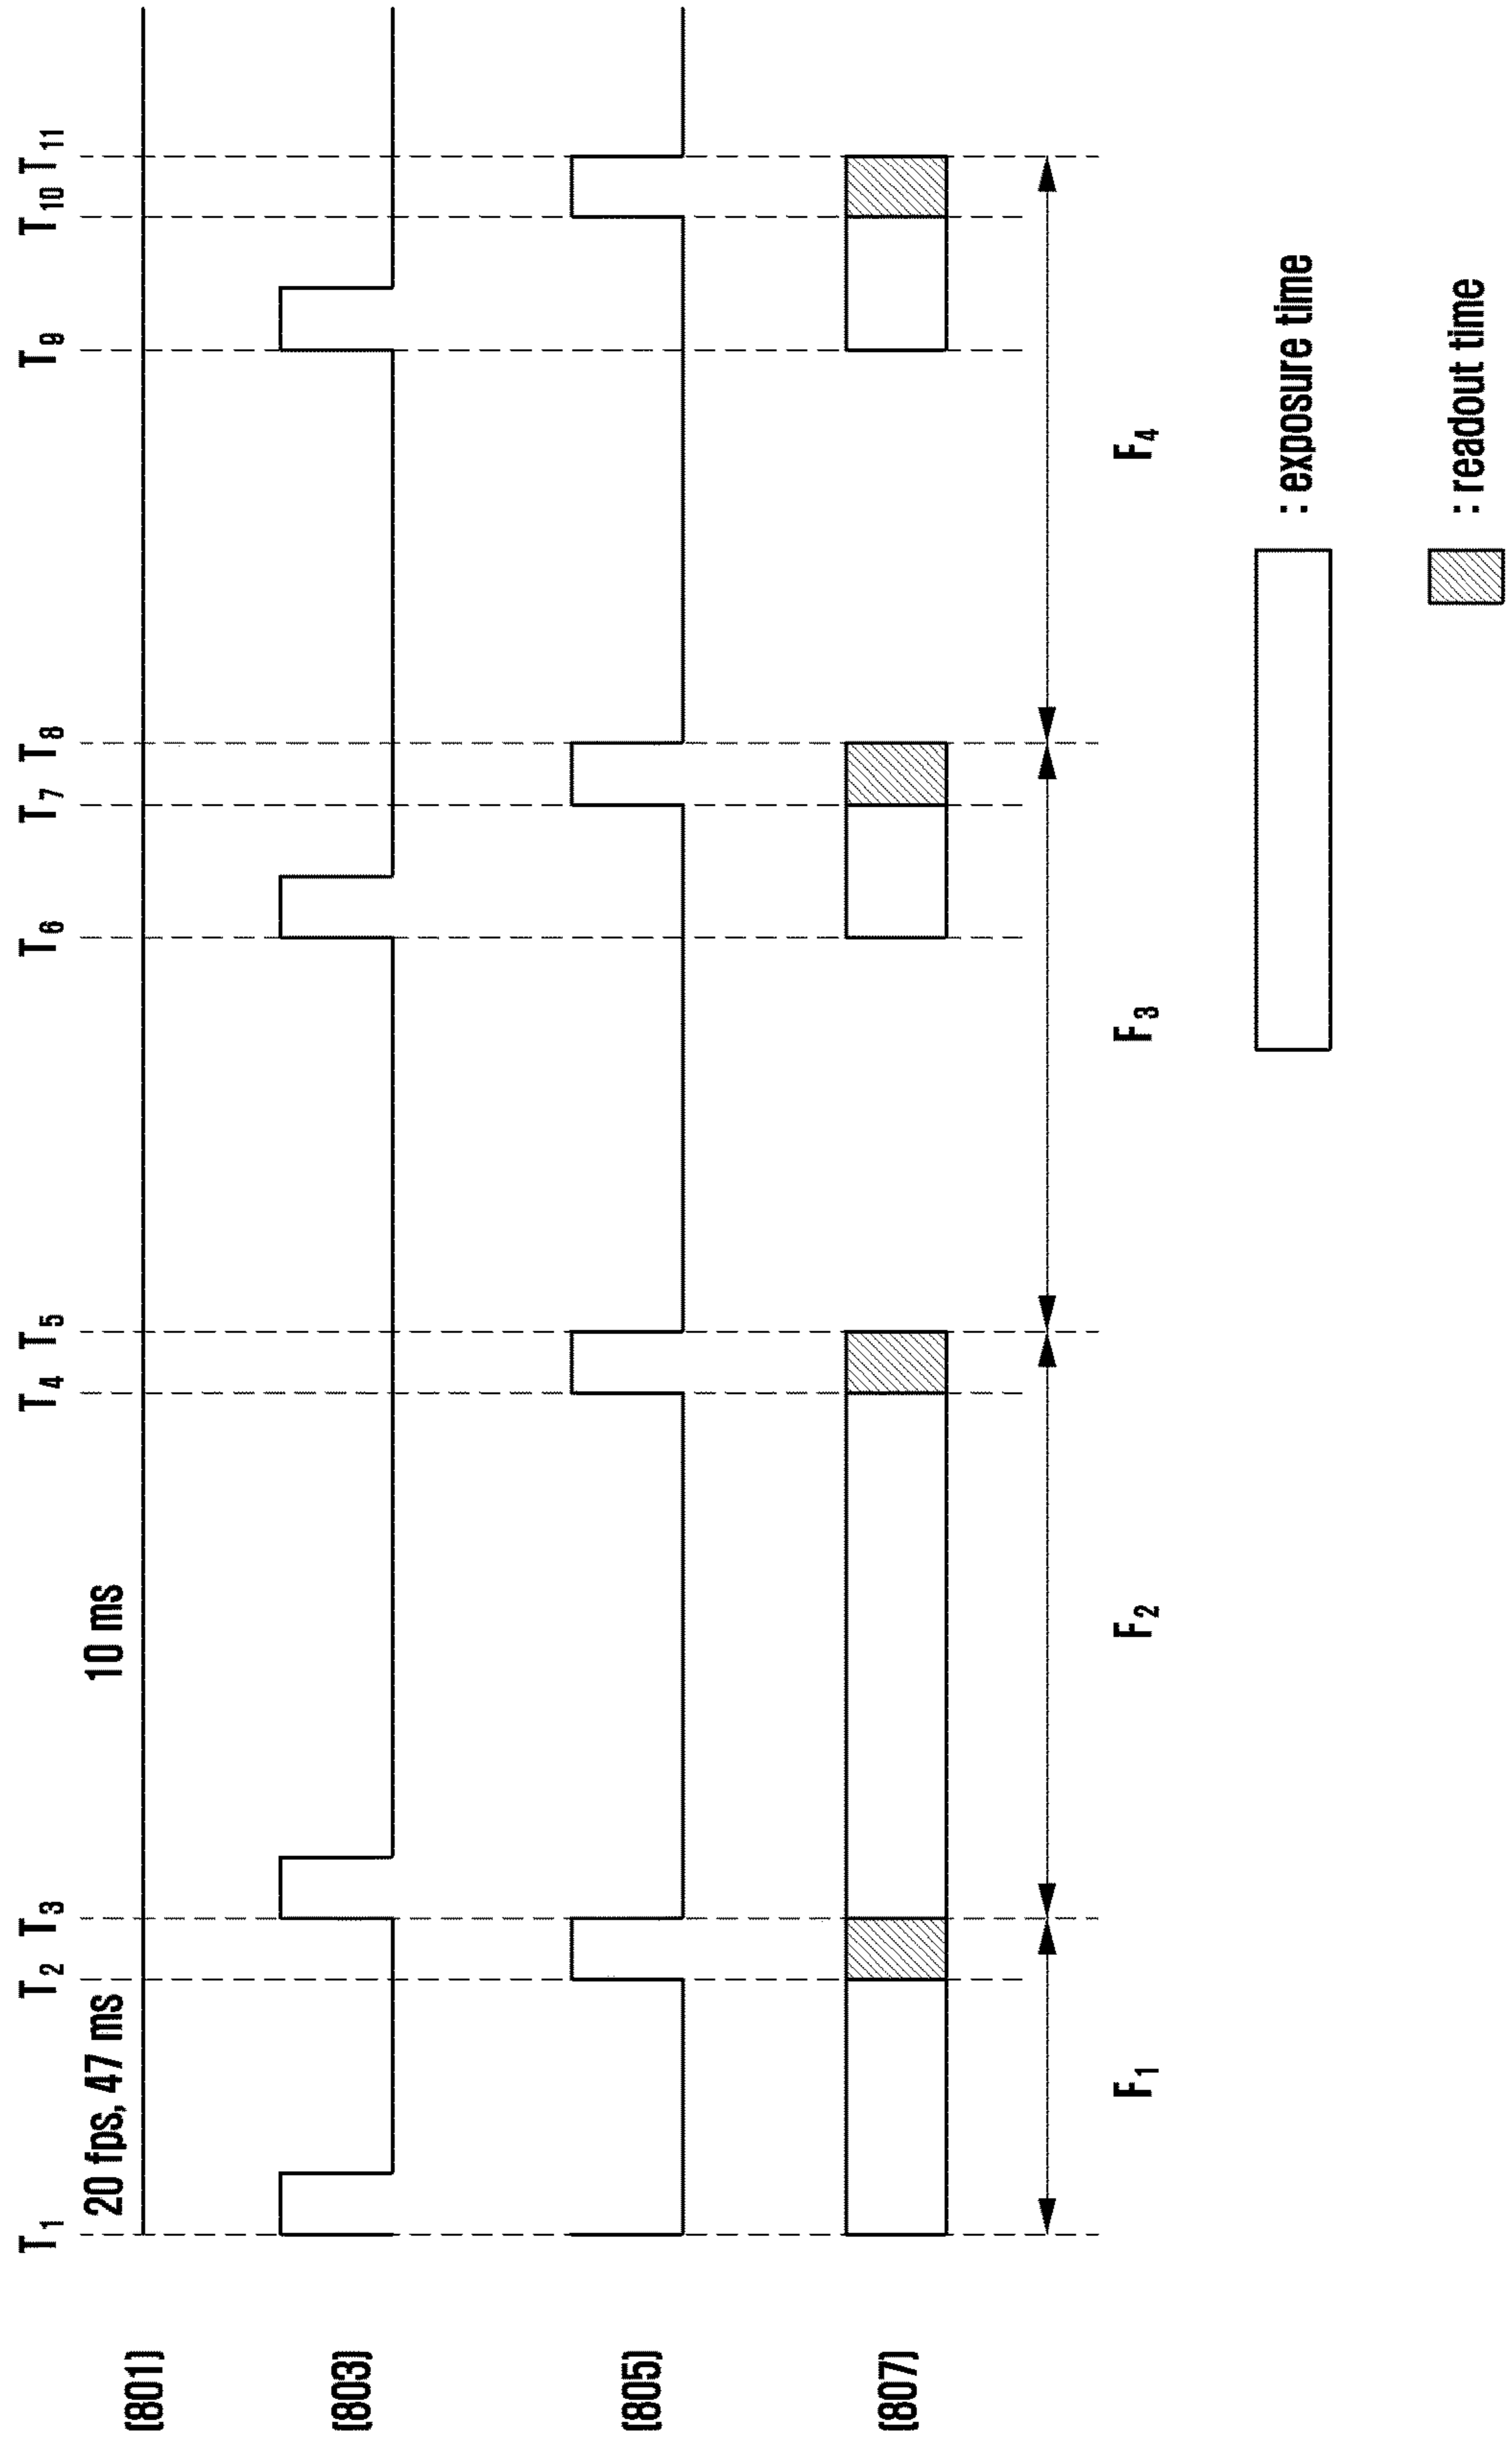 T1 T2 T3 T4 T5 T6 T7 T8 T9 T10 T11
20 fps, 47 ms 10 ms
(801)
(803)
(805)
(807)
F1 F2 F3 F4
: exposure time
: readout time